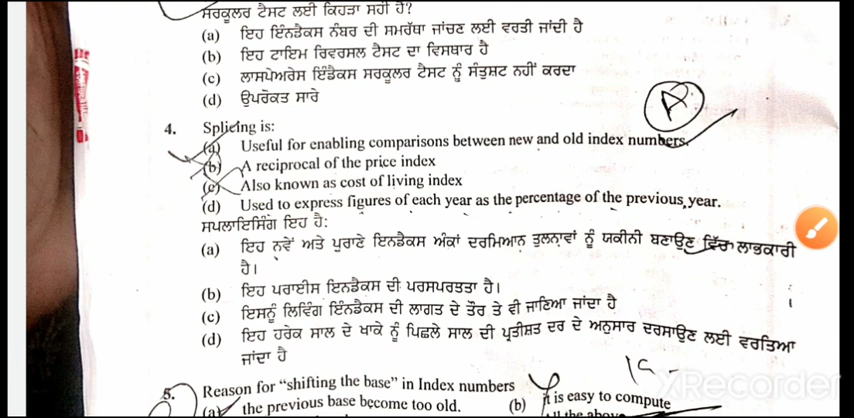 ਸਰਕੂਲਰ ਟੈਸਟ ਲਈ ਕਿਹੜਾ ਸਹੀ ਹੈ?
(a) ਇਹ ਇੰਨਡੈਕਸ ਨੰਬਰ ਦੀ ਸਮਰੱਥਾ ਜਾਂਚਣ ਲਈ ਵਰਤੀ ਜਾਂਦੀ ਹੈ
(b) ਇਹ ਟਾਇਮ ਰਿਵਰਸਲ ਟੈਸਟ ਦਾ ਵਿਸਥਾਰ ਹੈ
(c) ਲਾਸਪੇਅਰੇਸ ਇੰਡੈਕਸ ਸਰਕੂਲਰ ਟੈਸਟ ਨੂੰ ਸੰਤੁਸ਼ਟ ਨਹੀਂ ਕਰਦਾ
(d) ਉਪਰੋਕਤ ਸਾਰੇ
A
4. Splicing is:
(a) Useful for enabling comparisons between new and old index numbers.
(b) A reciprocal of the price index
(c) Also known as cost of living index
(d) Used to express figures of each year as the percentage of the previous year.
ਸਪਲਾਇਸਿੰਗ ਇਹ ਹੈ:
(a) ਇਹ ਨਵੇਂ ਅਤੇ ਪੁਰਾਣੇ ਇਨਡੈਕਸ ਅੰਕਾਂ ਦਰਮਿਆਨ ਤੁਲਨਾਵਾਂ ਨੂੰ ਯਕੀਨੀ ਬਣਾਉਣ ਵਿੱਚ ਲਾਭਕਾਰੀ
ਹੈ।
(b) ਇਹ ਪਰਾਈਸ ਇਨਡੈਕਸ ਦੀ ਪਰਸਪਰਤਤਾ ਹੈ।
(c) ਇਸਨੂੰ ਲਿਵਿੰਗ ਇੰਨਡੈਕਸ ਦੀ ਲਾਗਤ ਦੇ ਤੌਰ ਤੇ ਵੀ ਜਾਣਿਆ ਜਾਂਦਾ ਹੈ
(d) ਇਹ ਹਰੇਕ ਸਾਲ ਦੇ ਖਾਕੇ ਨੂੰ ਪਿਛਲੇ ਸਾਲ ਦੀ ਪ੍ਰਤੀਸ਼ਤ ਦਰ ਦੇ ਅਨੁਸਾਰ ਦਰਸਾਉਣ ਲਈ ਵਰਤਿਆ
ਜਾਂਦਾ ਹੈ
5. Reason for “shifting the base” in Index numbers
(a) the previous base become too old. (b) it is easy to compute
All the above
XRecorder